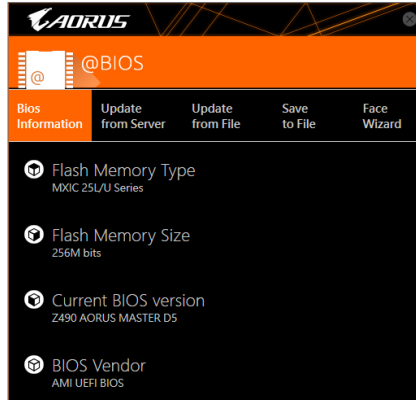 AORUS
@
@BIOS
Bios Information
Update from Server
Update from File
Save to File
Face Wizard
Flash Memory Type
MXIC 25L/U Series
Flash Memory Size
256M bits
Current BIOS version
Z490 AORUS MASTER D5
BIOS Vendor
AMI UEFI BIOS